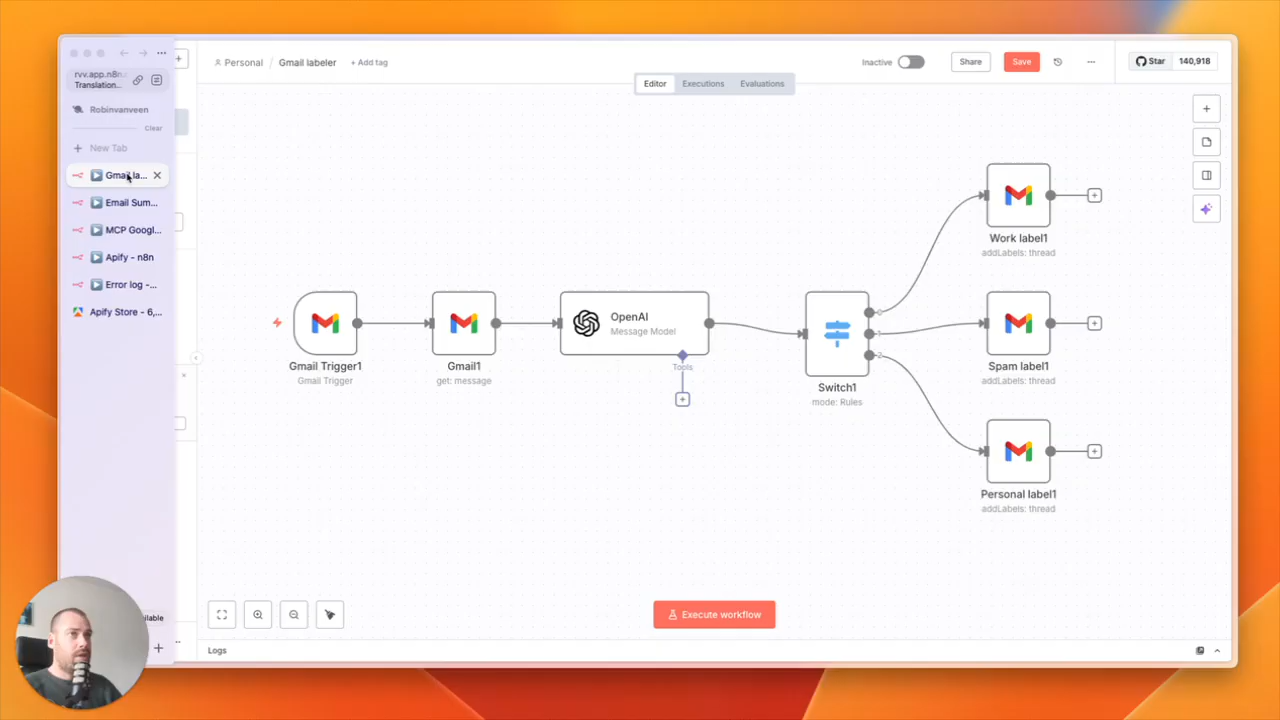 rvv.app.n8n.
Translation...
Robinvanveen
Clear
New Tab
Gmail la...
Email Sum...
MCP Googl...
Apify - n8n
Error log -...
Apify Store - 6,...
Personal / Gmail labeler + Add tag
Inactive
Share
Save
Star 140,918
Editor Executions Evaluations
Gmail Trigger1
Gmail Trigger
Gmail1
get: message
OpenAI
Message Model
Tools
Switch1
mode: Rules
0
1
2
Work label1
addLabels: thread
Spam label1
addLabels: thread
Personal label1
addLabels: thread
Execute workflow
Logs